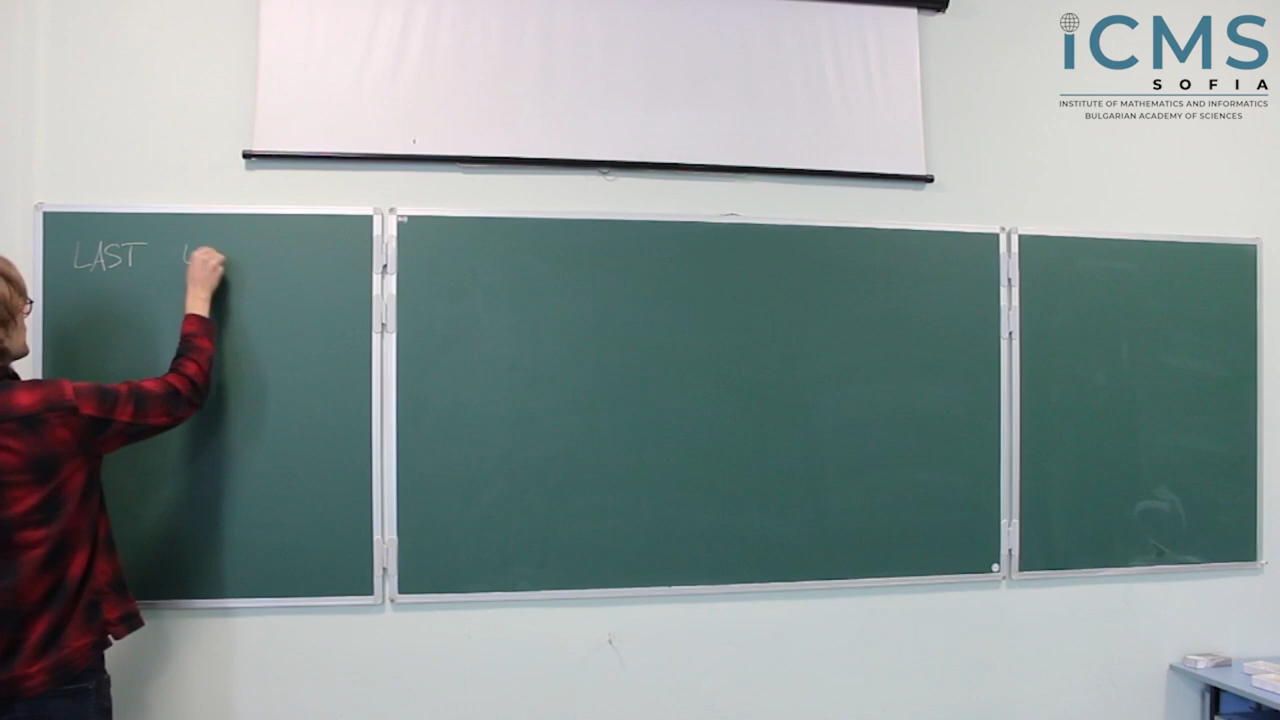 iCMS
SOFIA
INSTITUTE OF MATHEMATICS AND INFORMATICS
BULGARIAN ACADEMY OF SCIENCES
LAST